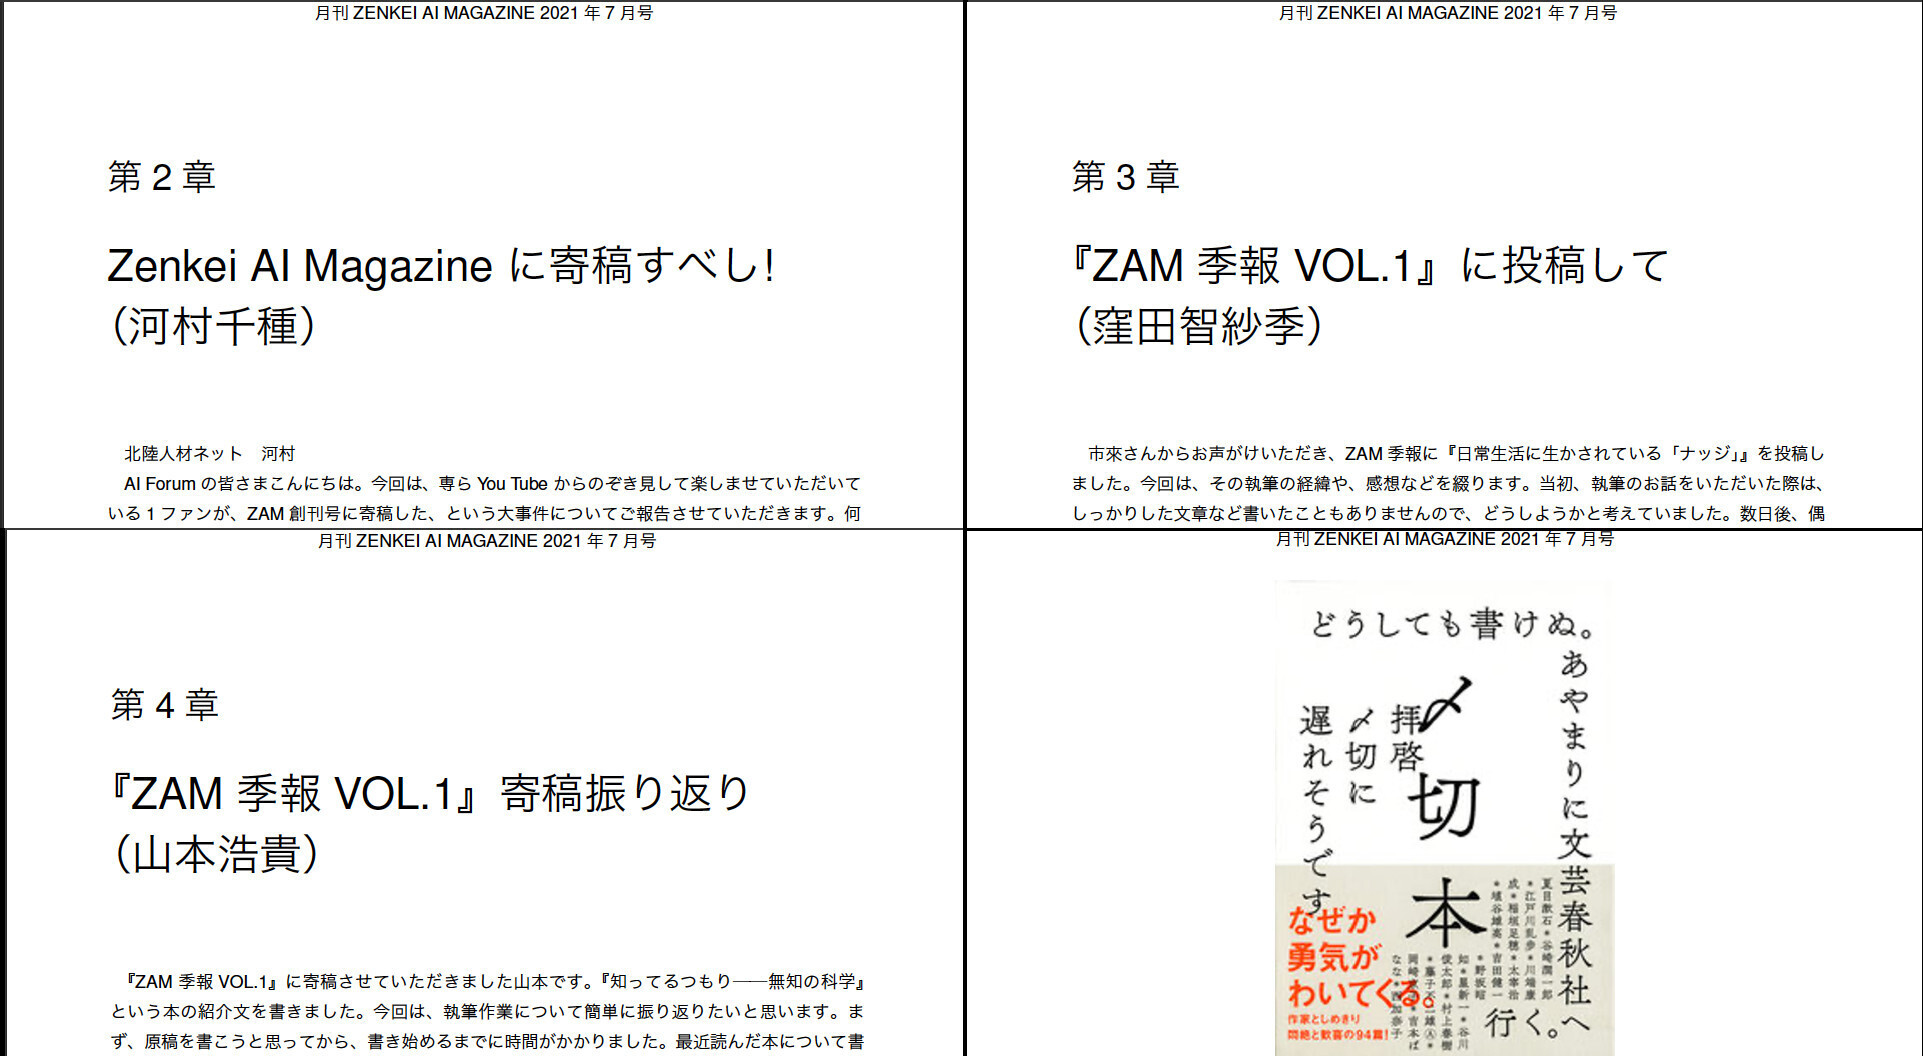 月刊 ZENKEI AI MAGAZINE 2021 年 7 月号
第 2 章
Zenkei AI Magazine に寄稿すべし!
（河村千種）
北陸人材ネット　河村
AI Forum の皆さまこんにちは。今回は、専ら You Tube からのぞき見して楽しませていただいて
いる 1 ファンが、ZAM 創刊号に寄稿した、という大事件についてご報告させていただきます。何
月刊 ZENKEI AI MAGAZINE 2021 年 7 月号
第 3 章
『ZAM 季報 VOL.1』に投稿して
（窪田智紗季）
市來さんからお声がけいただき、ZAM 季報に『日常生活に生かされている「ナッジ」』を投稿し
ました。今回は、その執筆の経緯や、感想などを綴ります。当初、執筆のお話をいただいた際は、
しっかりした文章など書いたこともありませんので、どうしようかと考えていました。数日後、偶
月刊 ZENKEI AI MAGAZINE 2021 年 7 月号
第 4 章
『ZAM 季報 VOL.1』寄稿振り返り
（山本浩貴）
『ZAM 季報 VOL.1』に寄稿させていただきました山本です。『知ってるつもり――無知の科学』
という本の紹介文を書きました。今回は、執筆作業について簡単に振り返りたいと思います。ま
ず、原稿を書こうと思ってから、書き始めるまでに時間がかかりました。最近読んだ本について書
月刊 ZENKEI AI MAGAZINE 2021 年 7 月号
どうしても書けぬ。
あやまりに文芸春秋社へ
行く。
〆切本
拝啓
〆切に
遅れそうです
夏目漱石＊谷崎潤一郎
＊江戸川乱歩＊川端康
成＊稲垣足穂＊太宰治
＊埴谷雄高＊吉田健一
＊野坂昭
如＊星新一＊谷川
俊太郎＊村上春樹
＊藤子不二雄Ⓐ＊
岡崎京子＊吉本ば
なな＊西加奈子
なぜか
勇気が
わいてくる。
作家としめきり
悶絶と歓喜の94篇!